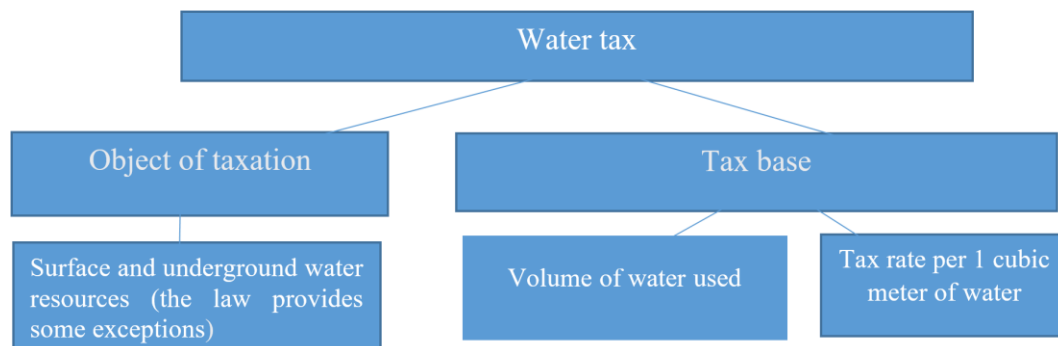 Water tax
Object of taxation
Tax base
Surface and underground water
resources (the law provides
some exceptions)
Volume of water used
Tax rate per 1 cubic
meter of water